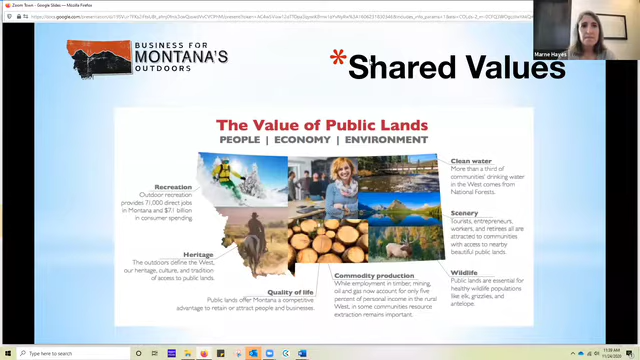 Zoom Town - Google Slides — Mozilla Firefox
BUSINESS FOR
MONTANA'S
OUTDOORS
*Shared Values
Marne Hayes
The Value of Public Lands
PEOPLE | ECONOMY | ENVIRONMENT
Recreation
Outdoor recreation
provides 71,000 direct jobs
in Montana and $7.1 billion
in consumer spending.
Heritage
The outdoors define the West,
our heritage, culture, and tradition
of access to public lands.
Quality of life
Public lands offer Montana a competitive
advantage to retain or attract people and businesses.
Commodity production
While employment in timber, mining,
oil and gas now account for only five
percent of personal income in the rural
West, in some communities resource
extraction remains important.
Clean water
More than a third of
communities' drinking water
in the West comes from
National Forests.
Scenery
Tourists, entrepreneurs,
workers, and retirees all are
attracted to communities
with access to nearby
beautiful public lands.
Wildlife
Public lands are essential for
healthy wildlife populations
like elk, grizzlies, and
antelope.
Type here to search
11:59 AM
11/24/2020